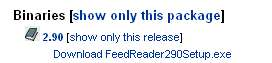 Binaries [show only this package]
2.90 [show only this release]
Download FeedReader290Setup.exe